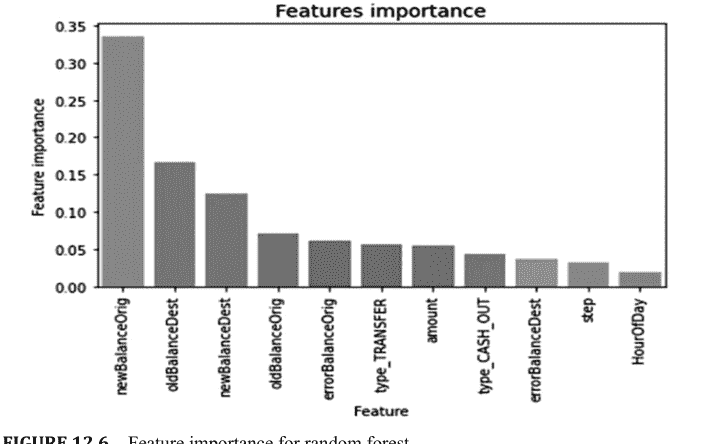 Features importance
0.35
0.30
0.25
0.20
0.15
0.10
0.05
0.00
Feature importance
newBalanceOrig
oldBalanceDest
newBalanceDest
oldBalanceOrig
errorBalanceOrig
type_TRANSFER
amount
type_CASH_OUT
errorBalanceDest
step
HourOfDay
Feature
FIGURE 12.6 Feature importance for random forest